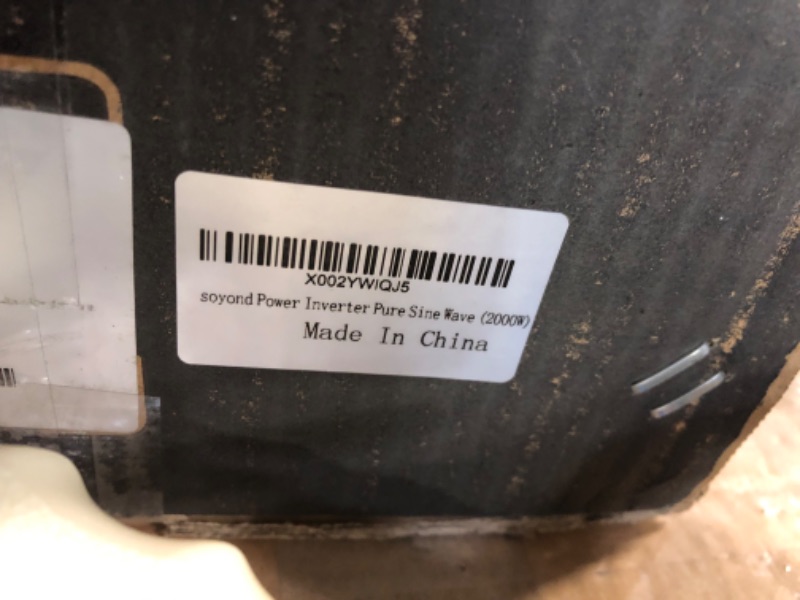 X002YWIQJ5
soyond Power Inverter Pure Sine Wave (2000W)
Made In China